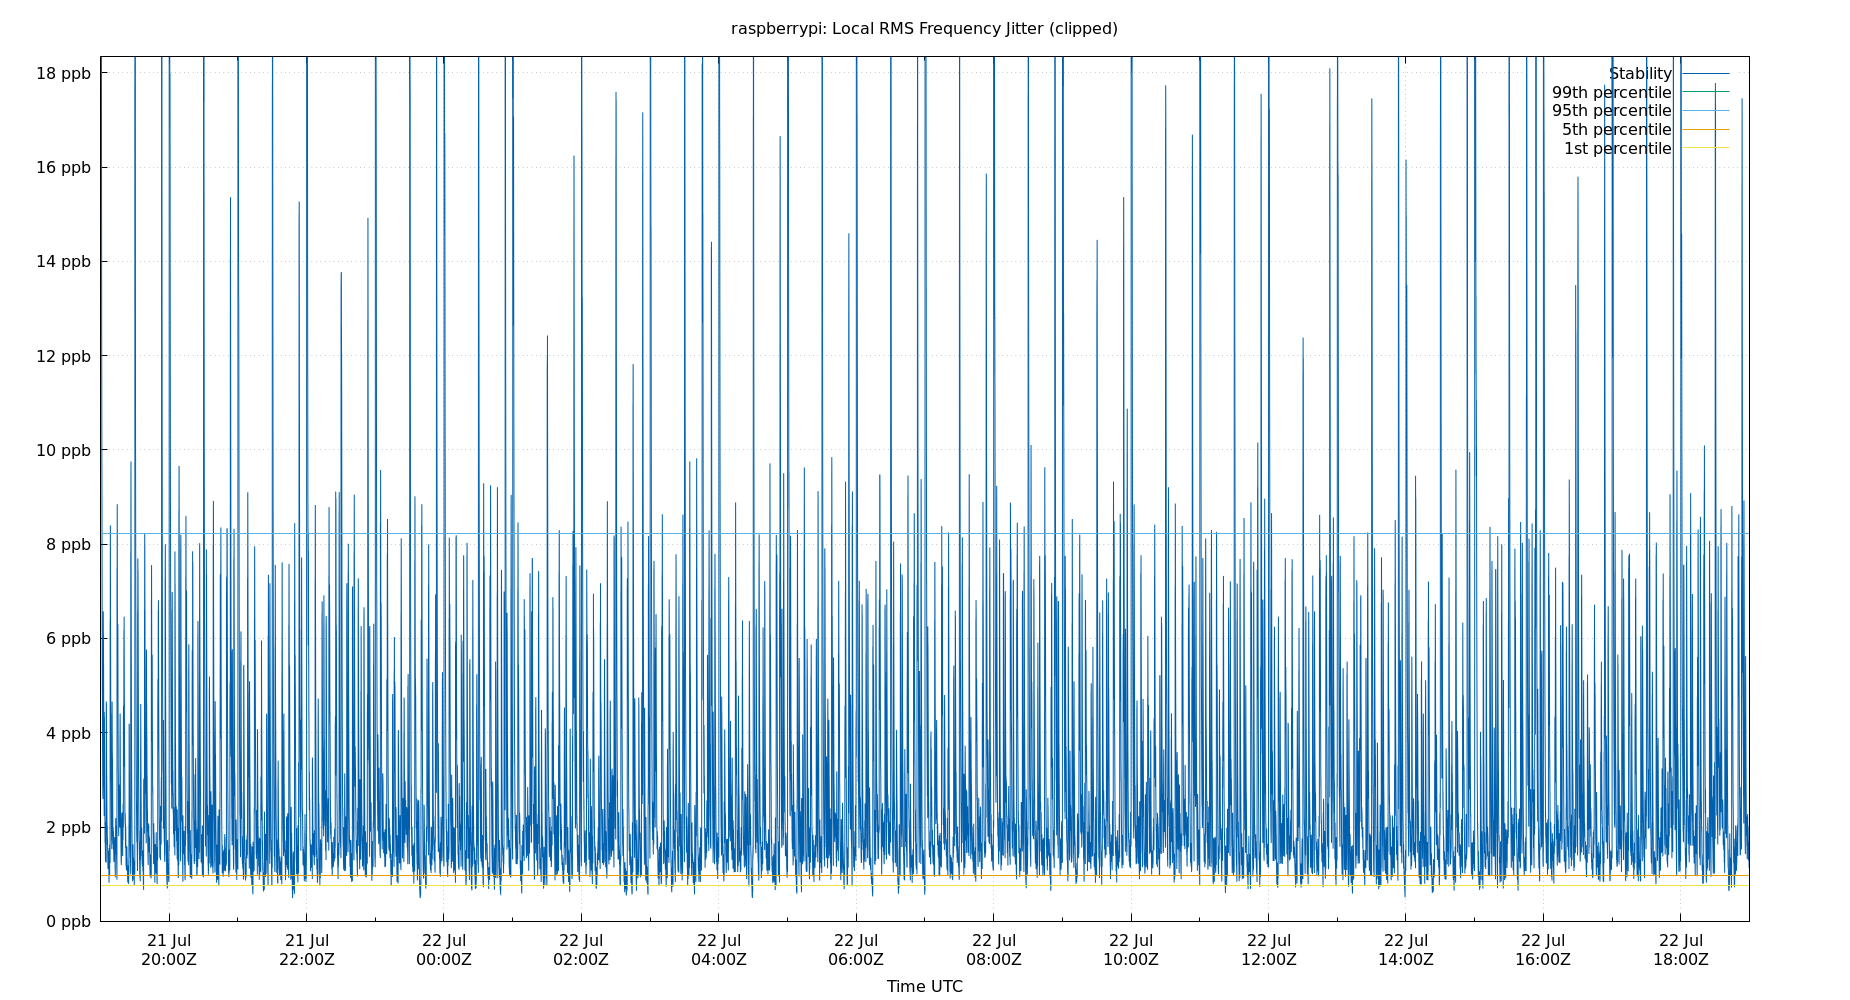 raspberrypi: Local RMS Frequency Jitter (clipped)
18 ppb
16 ppb
14 ppb
12 ppb
10 ppb
8 ppb
6 ppb
4 ppb
2 ppb
0 ppb
Stability
99th percentile
95th percentile
5th percentile
1st percentile
21 Jul 21 Jul 22 Jul 22 Jul 22 Jul 22 Jul 22 Jul 22 Jul 22 Jul 22 Jul 22 Jul 22 Jul
20:00Z 22:00Z 00:00Z 02:00Z 04:00Z 06:00Z 08:00Z 10:00Z 12:00Z 14:00Z 16:00Z 18:00Z
Time UTC